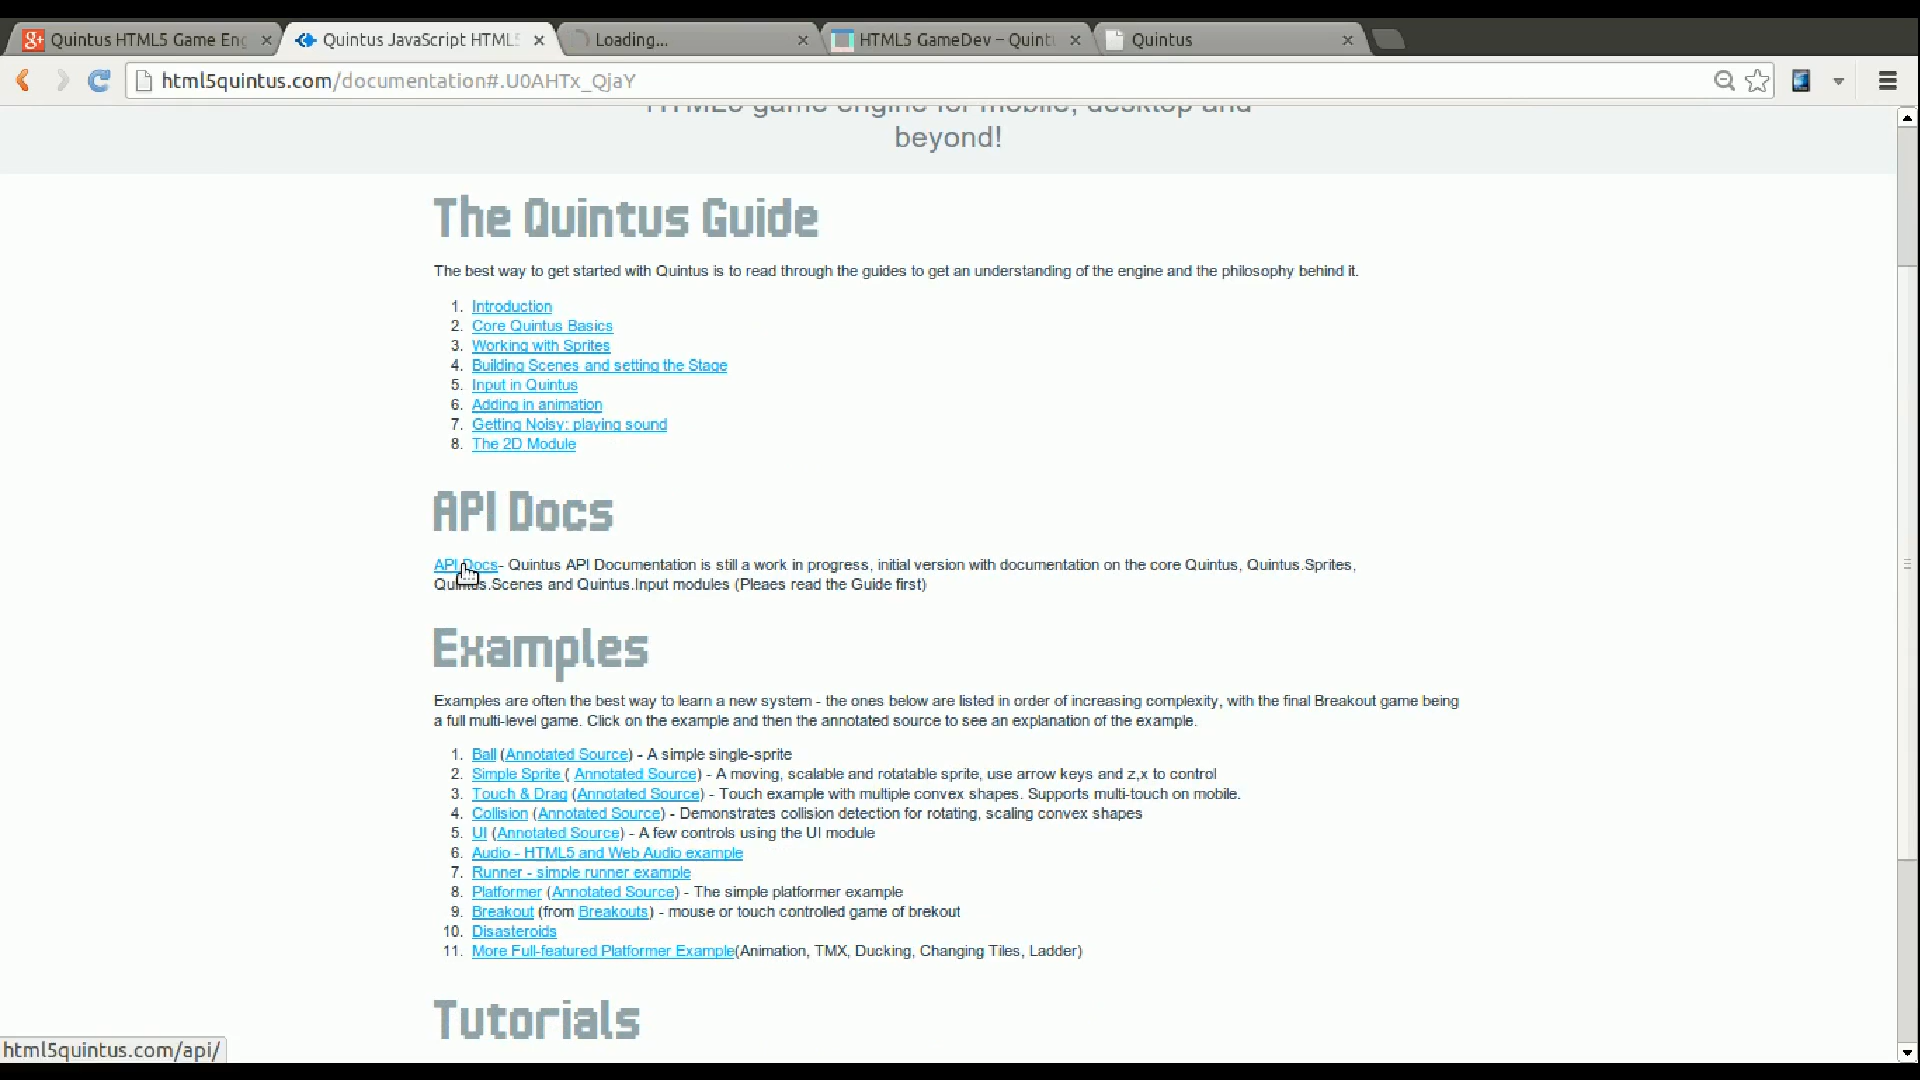 Quintus HTML5 Game Eng
Quintus JavaScript HTML5
Loading...
HTML5 GameDev – Quintu
Quintus
html5quintus.com/documentation#.U0AHTx_QjaY
HTML5 game engine for mobile, desktop and
beyond!
The Quintus Guide
The best way to get started with Quintus is to read through the guides to get an understanding of the engine and the philosophy behind it.
1. Introduction
2. Core Quintus Basics
3. Working with Sprites
4. Building Scenes and setting the Stage
5. Input in Quintus
6. Adding in animation
7. Getting Noisy: playing sound
8. The 2D Module
API Docs
API Docs- Quintus API Documentation is still a work in progress, initial version with documentation on the core Quintus, Quintus.Sprites,
Quintus.Scenes and Quintus.Input modules (Pleaes read the Guide first)
Examples
Examples are often the best way to learn a new system - the ones below are listed in order of increasing complexity, with the final Breakout game being
a full multi-level game. Click on the example and then the annotated source to see an explanation of the example.
1. Ball (Annotated Source) - A simple single-sprite
2. Simple Sprite ( Annotated Source) - A moving, scalable and rotatable sprite, use arrow keys and z,x to control
3. Touch & Drag (Annotated Source) - Touch example with multiple convex shapes. Supports multi-touch on mobile.
4. Collision (Annotated Source) - Demonstrates collision detection for rotating, scaling convex shapes
5. UI (Annotated Source) - A few controls using the UI module
6. Audio - HTML5 and Web Audio example
7. Runner - simple runner example
8. Platformer (Annotated Source) - The simple platformer example
9. Breakout (from Breakouts) - mouse or touch controlled game of brekout
10. Disasteroids
11. More Full-featured Platformer Example(Animation, TMX, Ducking, Changing Tiles, Ladder)
Tutorials
html5quintus.com/api/